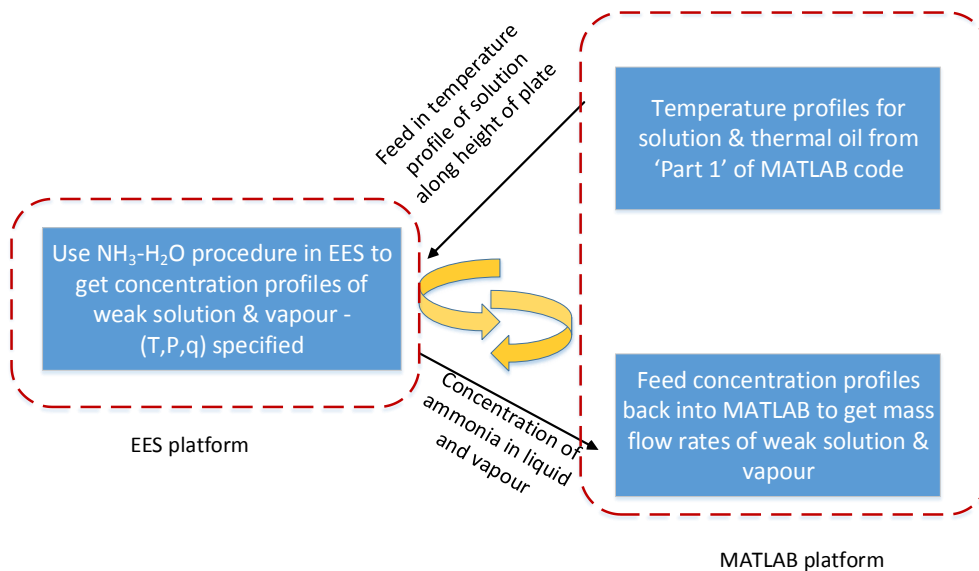 Feed in temperature
profile of solution
along height of plate
Temperature profiles for
solution & thermal oil from
‘Part 1’ of MATLAB code
Use NH₃-H₂O procedure in EES to
get concentration profiles of
weak solution & vapour -
(T,P,q) specified
EES platform
Concentration of
ammonia in liquid
and vapour
Feed concentration profiles
back into MATLAB to get mass
flow rates of weak solution &
vapour
MATLAB platform